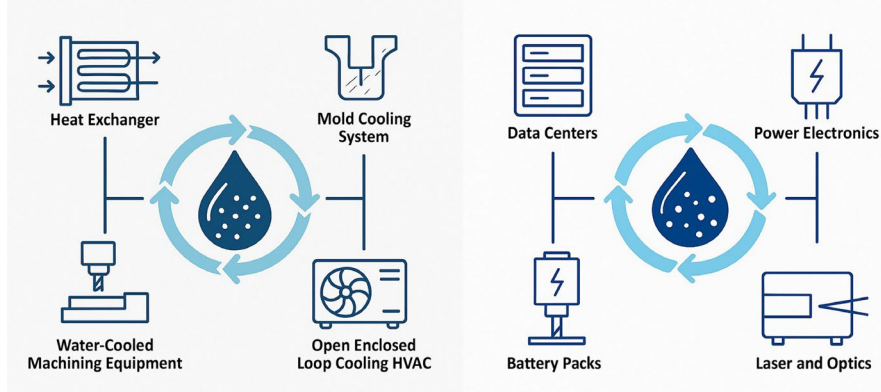 Heat Exchanger
Mold Cooling
System
Water-Cooled
Machining Equipment
Open Enclosed
Loop Cooling HVAC
Data Centers
Power Electronics
Battery Packs
Laser and Optics